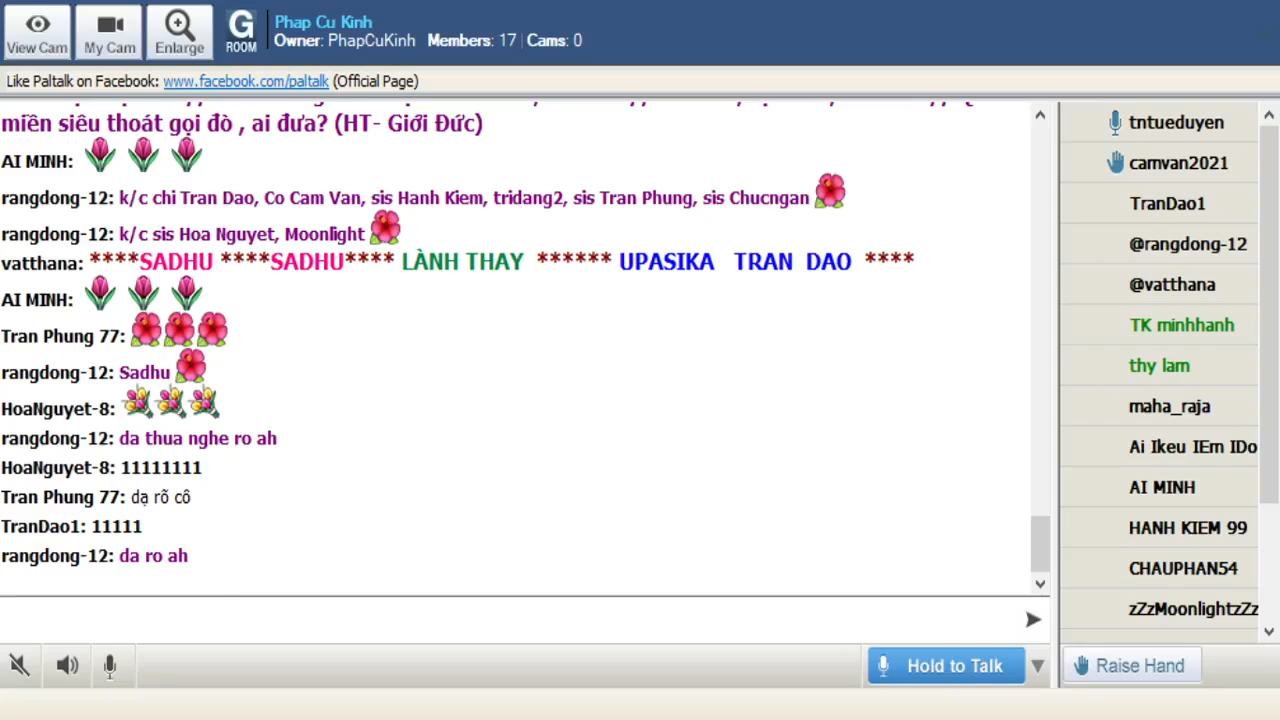 View Cam
My Cam
Enlarge
G
ROOM
Phap Cu Kinh
Owner: PhapCuKinh Members: 17 | Cams: 0
Like Paltalk on Facebook: www.facebook.com/paltalk (Official Page)
miền siêu thoát gọi đò , ai đưa? (HT- Giới Đức)
AI MINH:
rangdong-12: k/c chi Tran Dao, Co Cam Van, sis Hanh Kiem, tridang2, sis Tran Phung, sis Chucngan
rangdong-12: k/c sis Hoa Nguyet, Moonlight
vatthana: ****SADHU ****SADHU**** LÀNH THAY ****** UPASIKA TRAN DAO ****
AI MINH:
Tran Phung 77:
rangdong-12: Sadhu
HoaNguyet-8:
rangdong-12: da thua nghe ro ah
HoaNguyet-8: 11111111
Tran Phung 77: dạ rõ cô
TranDao1: 11111
rangdong-12: da ro ah
tntueduyen
camvan2021
TranDao1
@rangdong-12
@vatthana
TK minhhanh
thy lam
maha_raja
Ai Ikeu IEm IDo
AI MINH
HANH KIEM 99
CHAUPHAN54
zZzMoonlightzZz
Hold to Talk
Raise Hand